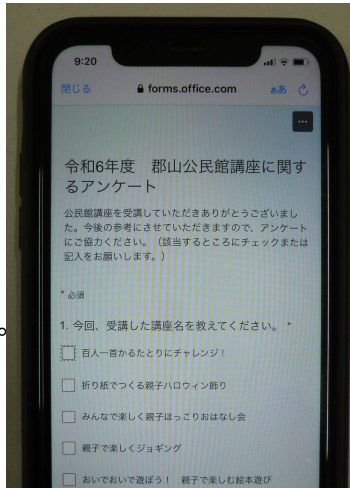 9:20
閉じる
forms.office.com
ああ
令和6年度　郡山公民館講座に関す
るアンケート
公民館講座を受講していただきありがとうございまし
た。今後の参考にさせていただきますので、アンケート
にご協力ください。（該当するところにチェックまたは
記入をお願いします。）
* 必須
1. 今回、受講した講座名を教えてください。 *
百人一首かるたとりにチャレンジ！
折り紙でつくる親子ハロウィン飾り
みんなで楽しく親子ほっこりおはなし会
親子で楽しくジョギング
おいでおいで遊ぼう！　親子で楽しむ絵本遊び